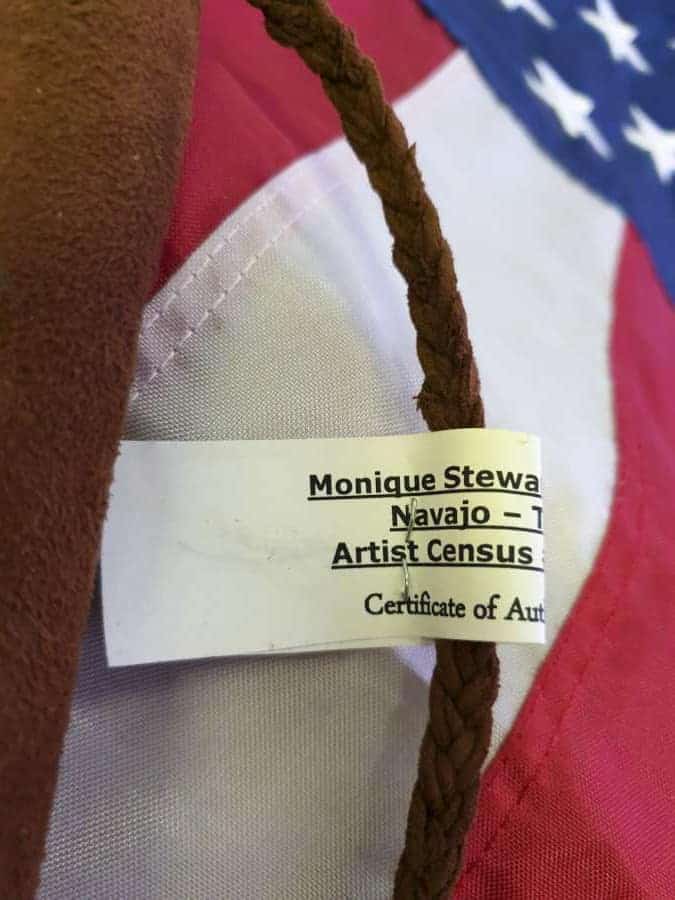 Monique Stewa
Navajo – T
Artist Census
Certificate of Aut